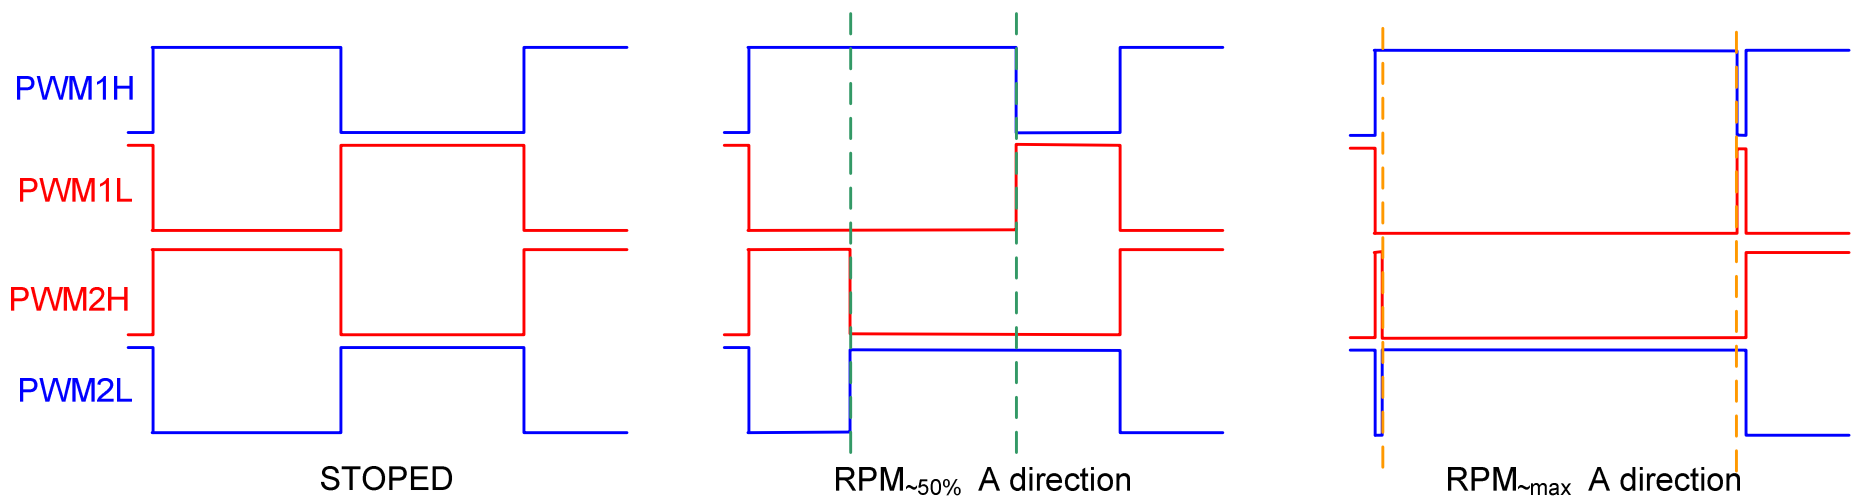 PWM1H
PWM1L
PWM2H
PWM2L
STOPED
RPM~50% A direction
RPM~max A direction